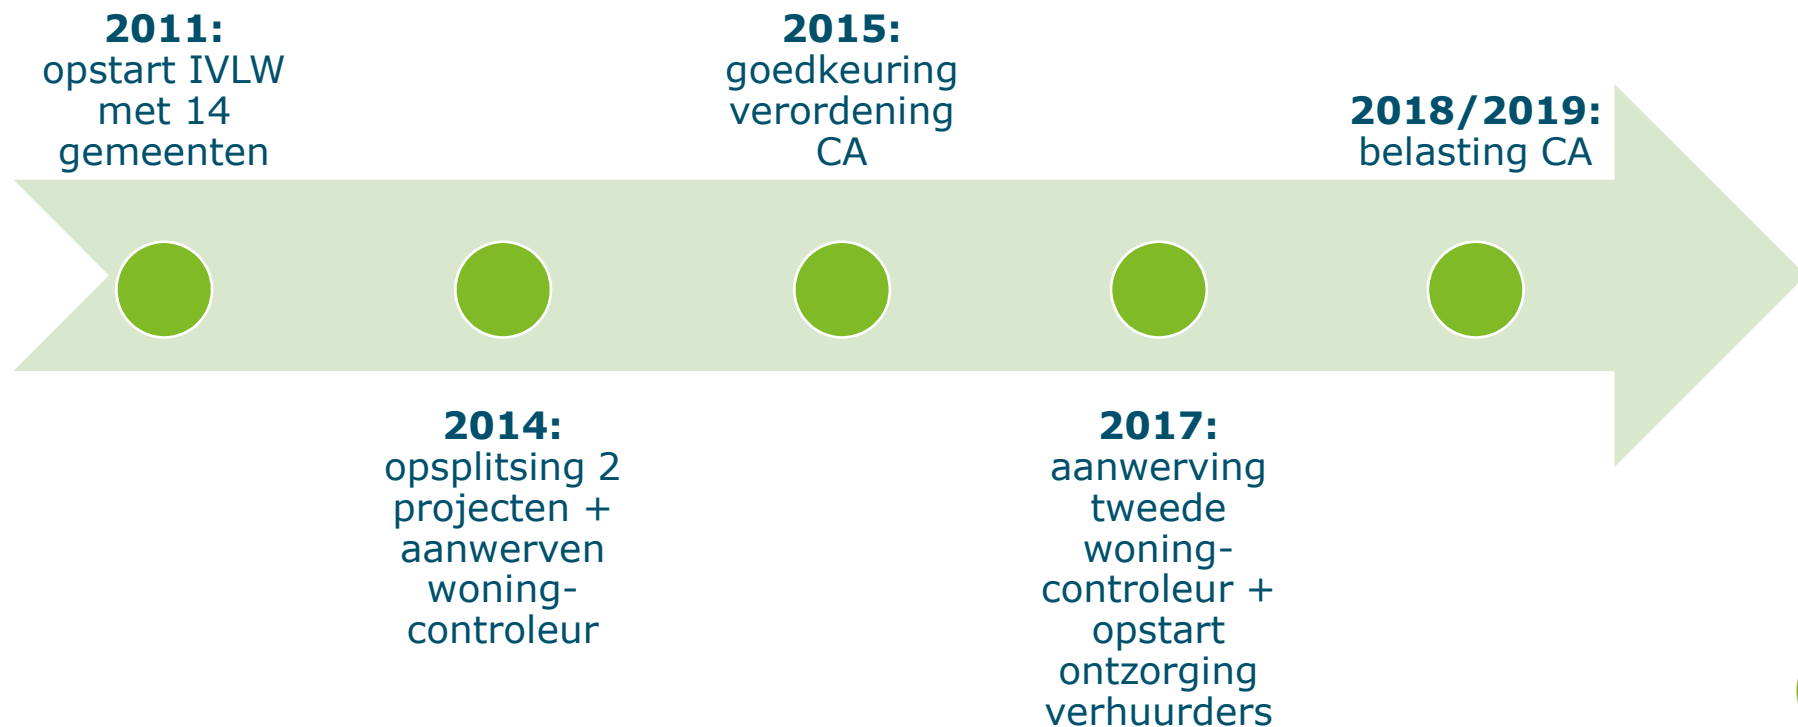 2011:
opstart IVLW
met 14
gemeenten
2014:
opsplitsing 2
projecten +
aanwerven
woning-
controleur
2015:
goedkeuring
verordening
CA
2017:
aanwerving
tweede
woning-
controleur +
opstart
ontzorging
verhuurders
2018/2019:
belasting CA